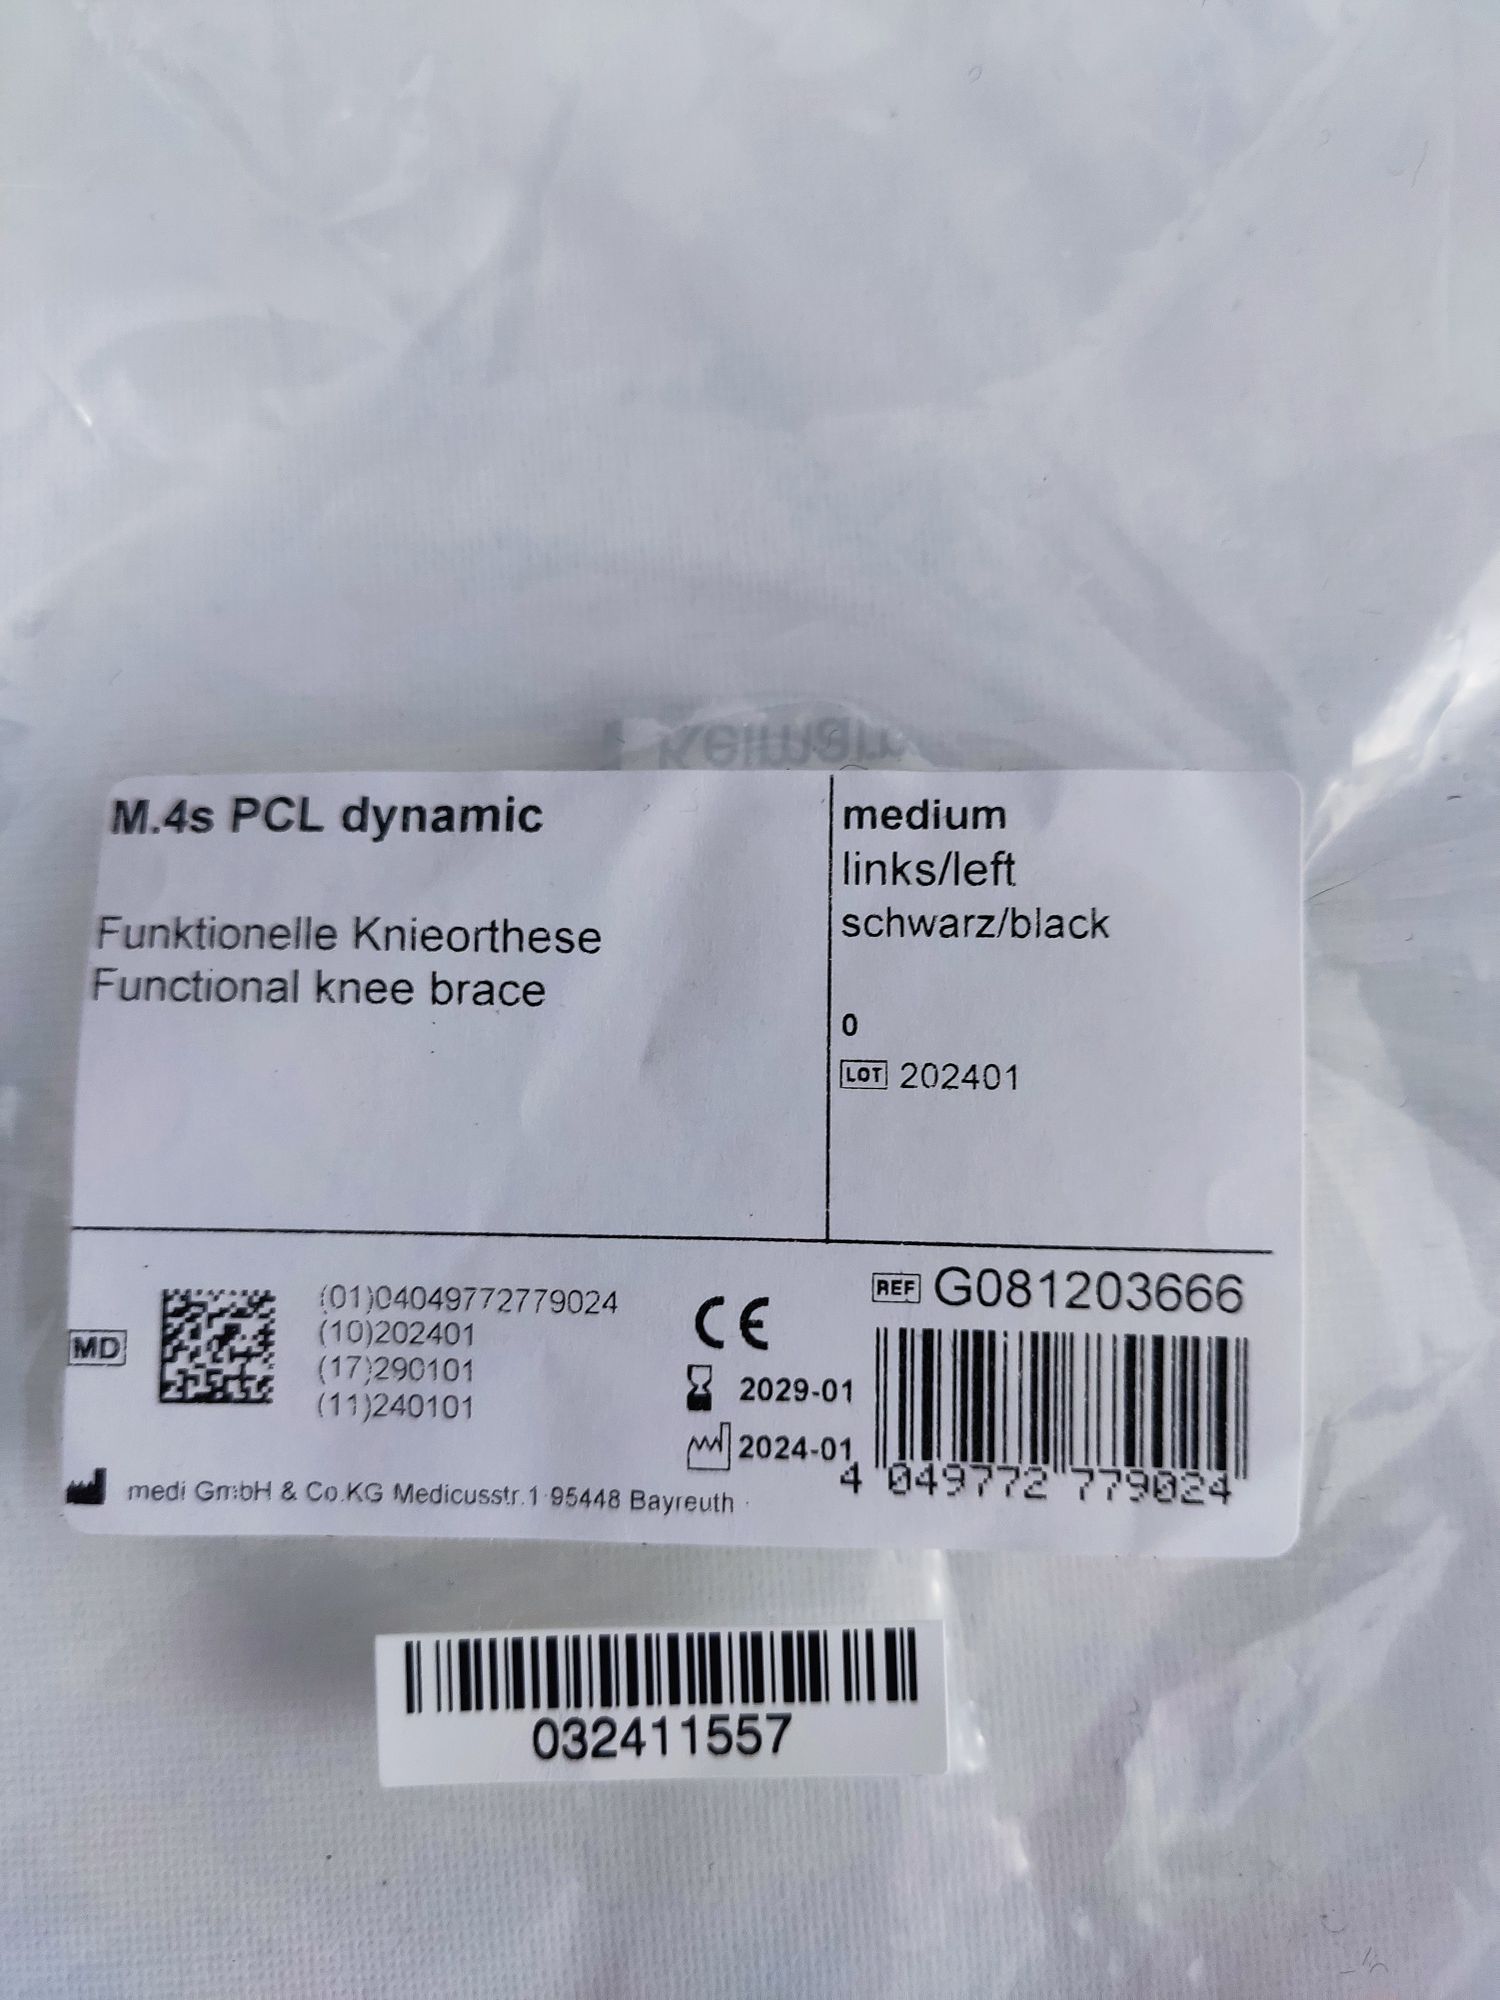 M.4s PCL dynamic
Funktionelle Knieorthese
Functional knee brace
medium
links/left
schwarz/black
0
LOT 202401
MD
(01)04049772779024
(10)202401
(17)290101
(11)240101
CE
2029-01
2024-01
REF G081203666
4 049772 779024
medi GmbH & Co.KG Medicusstr.1 95448 Bayreuth
032411557